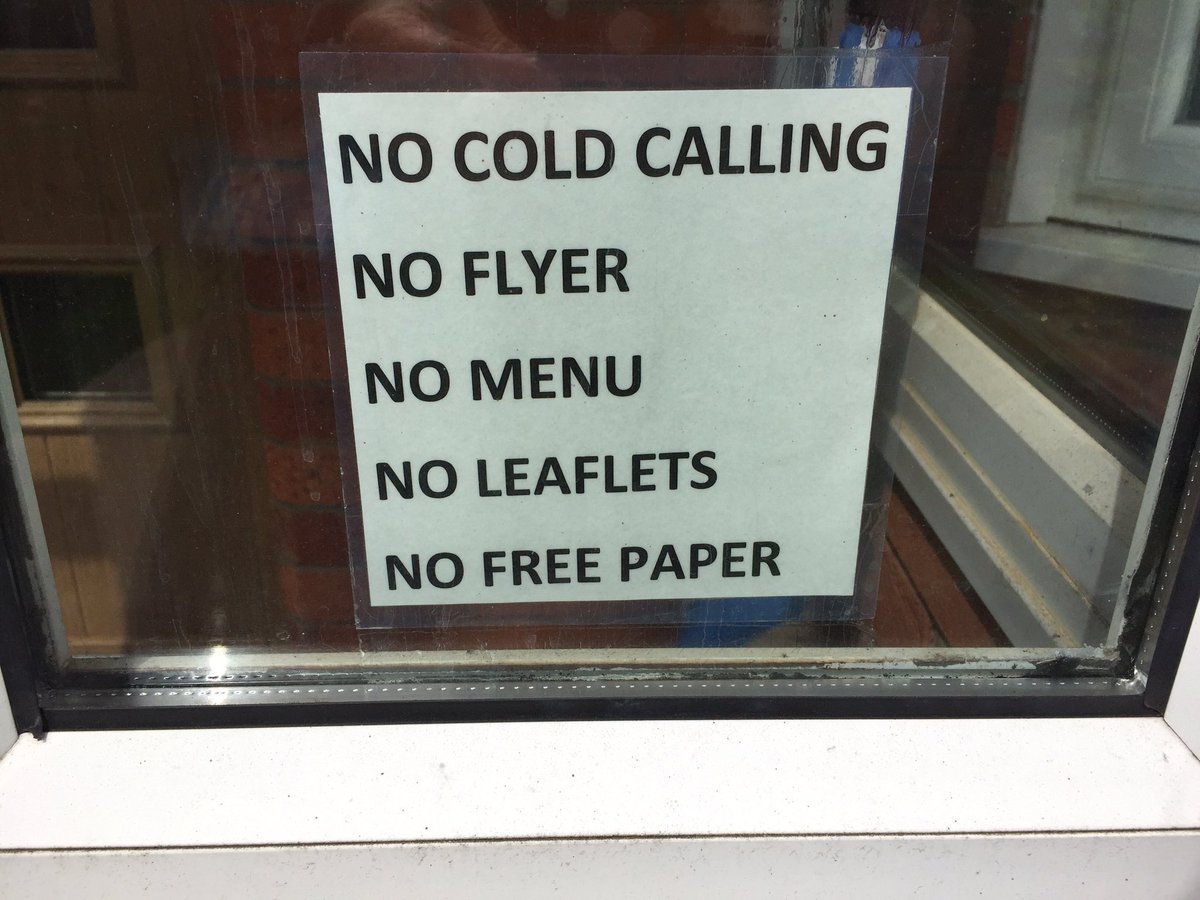 NO COLD CALLING
NO FLYER
NO MENU
NO LEAFLETS
NO FREE PAPER